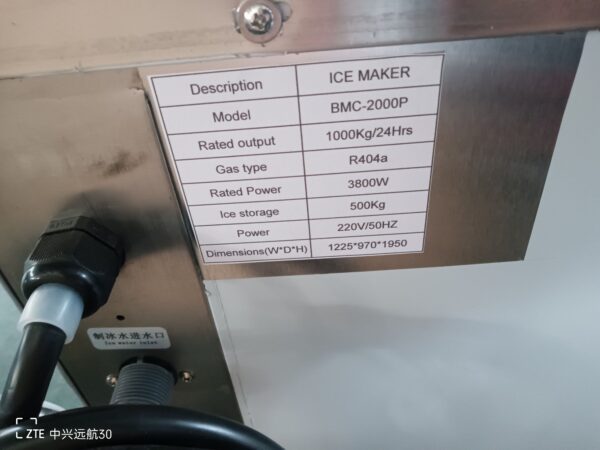 Description ICE MAKER
Model BMC-2000P
Rated output 1000Kg/24Hrs
Gas type R404a
Rated Power 3800W
Ice storage 500Kg
Power 220V/50HZ
Dimensions(W*D*H) 1225*970*1950
制冰水进水口
Ice water inlet
ZTE 中兴远航30